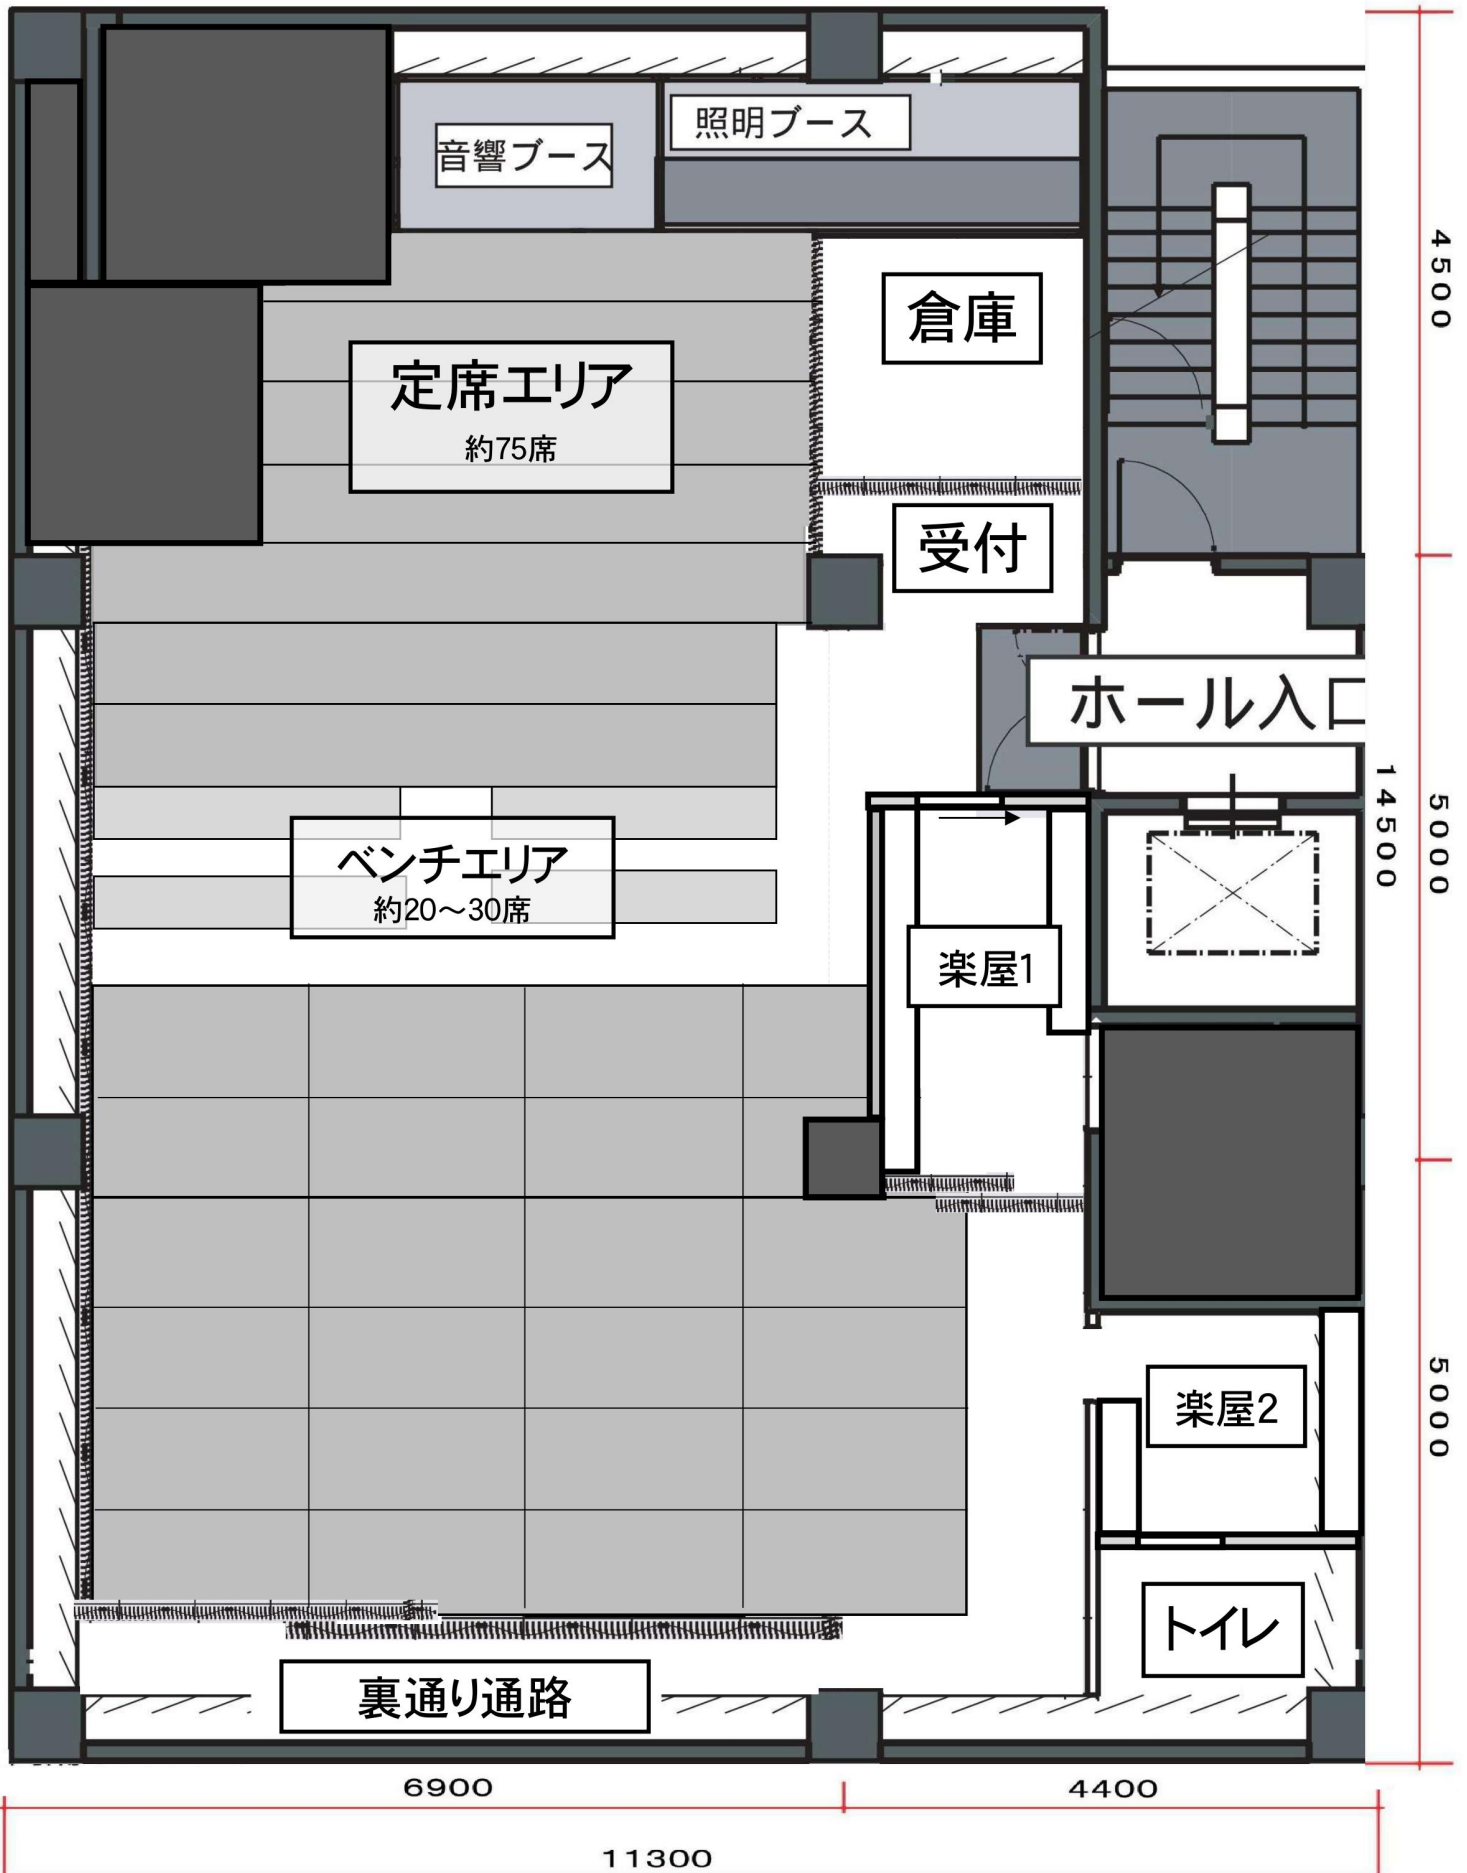 音響ブース
照明ブース
倉庫
定席エリア
約75席
受付
ホール入口
ベンチエリア
約20～30席
楽屋1
楽屋2
トイレ
裏通り通路
4500
5000
14500
5000
6900
4400
11300